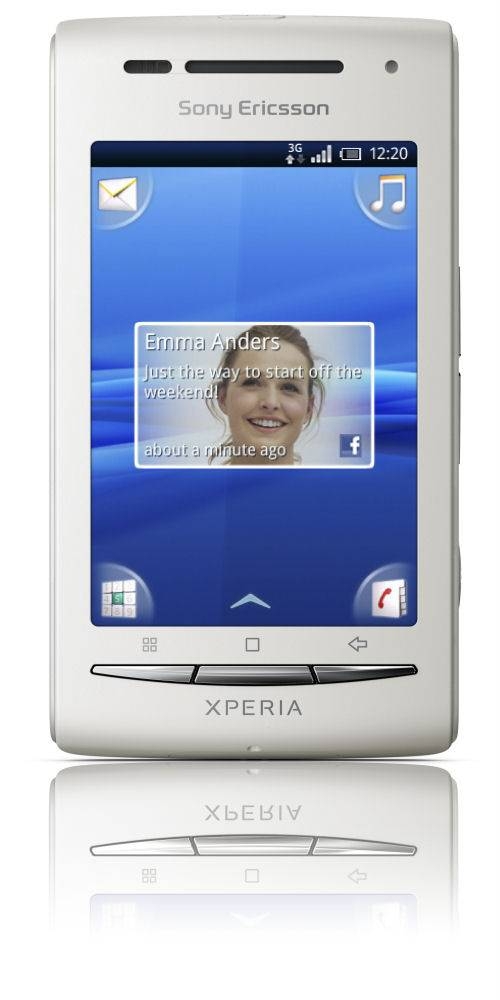 Sony Ericsson
3G
12:20
Emma Anders
Just the way to start off the
weekend!
about a minute ago
f
XPERIA
XPERIA